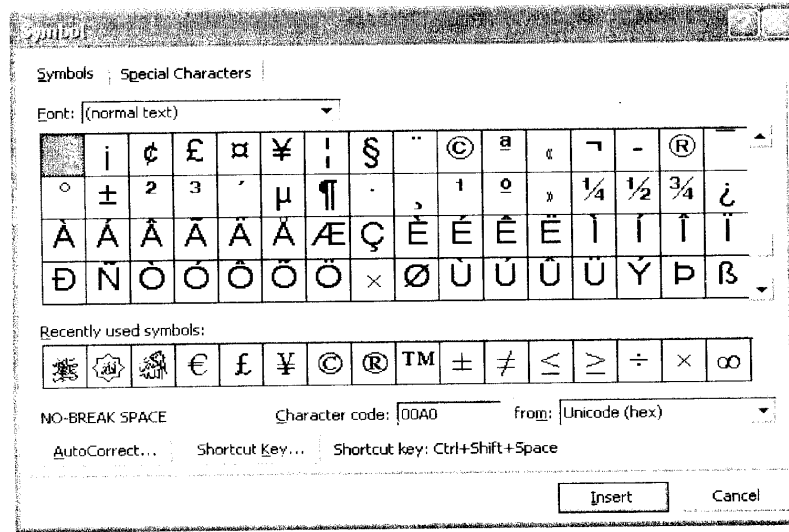 Symbol
Symbols Special Characters
Font: (normal text)
¡ ¢ £ ¤ ¥ ¦ § ¨ © ª « ¬ - ® ¯
° ± ² ³ ´ µ ¶ · ¸ ¹ º » ¼ ½ ¾ ¿
À Á Â Ã Ä Å Æ Ç È É Ê Ë Ì Í Î Ï
Ð Ñ Ò Ó Ô Õ Ö × Ø Ù Ú Û Ü Ý Þ ß
Recently used symbols:
€ £ ¥ © ® ™ ± ≠ ≤ ≥ ÷ × ∞
NO-BREAK SPACE Character code: 00A0 from: Unicode (hex)
AutoCorrect... Shortcut Key... Shortcut key: Ctrl+Shift+Space
Insert Cancel